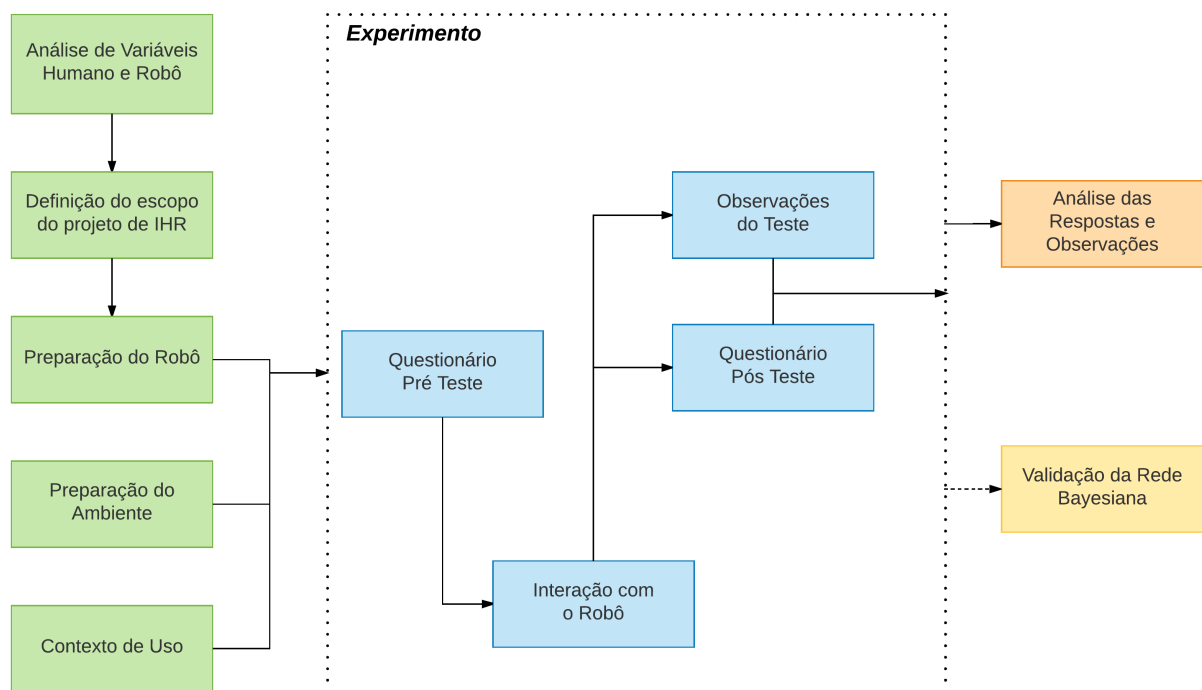 Experimento
Análise de Variáveis
Humano e Robô
Definição do escopo
do projeto de IHR
Preparação do Robô
Preparação do
Ambiente
Contexto de Uso
Questionário
Pré Teste
Interação com
o Robô
Observações
do Teste
Questionário
Pós Teste
Análise das
Respostas e
Observações
Validação da Rede
Bayesiana